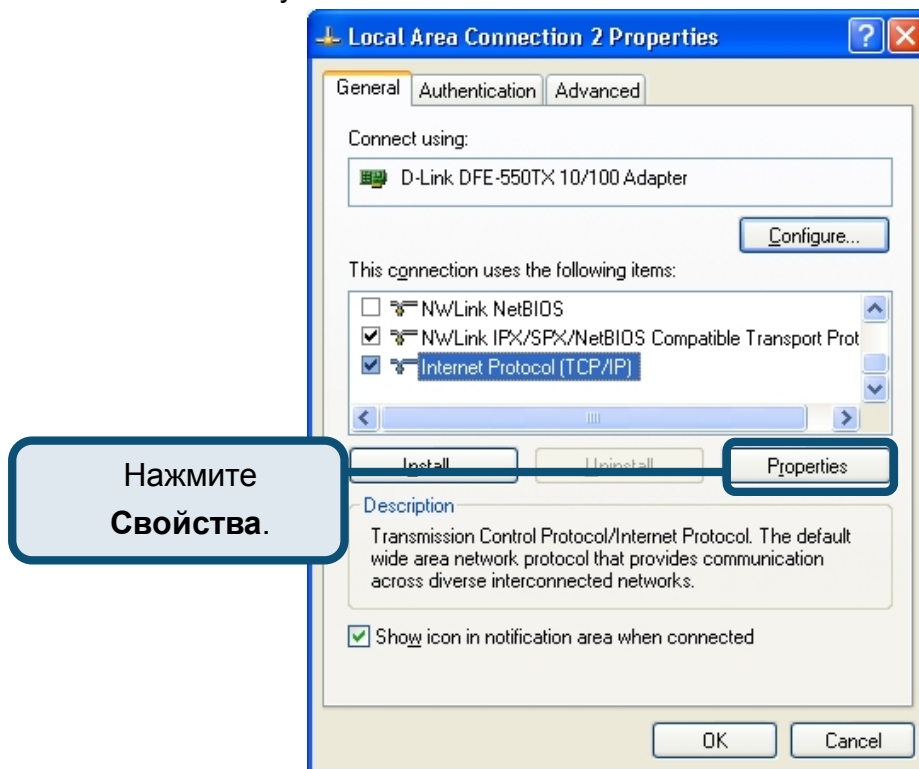 Local Area Connection 2 Properties
General Authentication Advanced
Connect using:
D-Link DFE-550TX 10/100 Adapter
Configure...
This connection uses the following items:
NWLink NetBIOS
NWLink IPX/SPX/NetBIOS Compatible Transport Prot
Internet Protocol (TCP/IP)
Install Uninstall Properties
Нажмите
Свойства.
Description
Transmission Control Protocol/Internet Protocol. The default
wide area network protocol that provides communication
across diverse interconnected networks.
Show icon in notification area when connected
OK Cancel